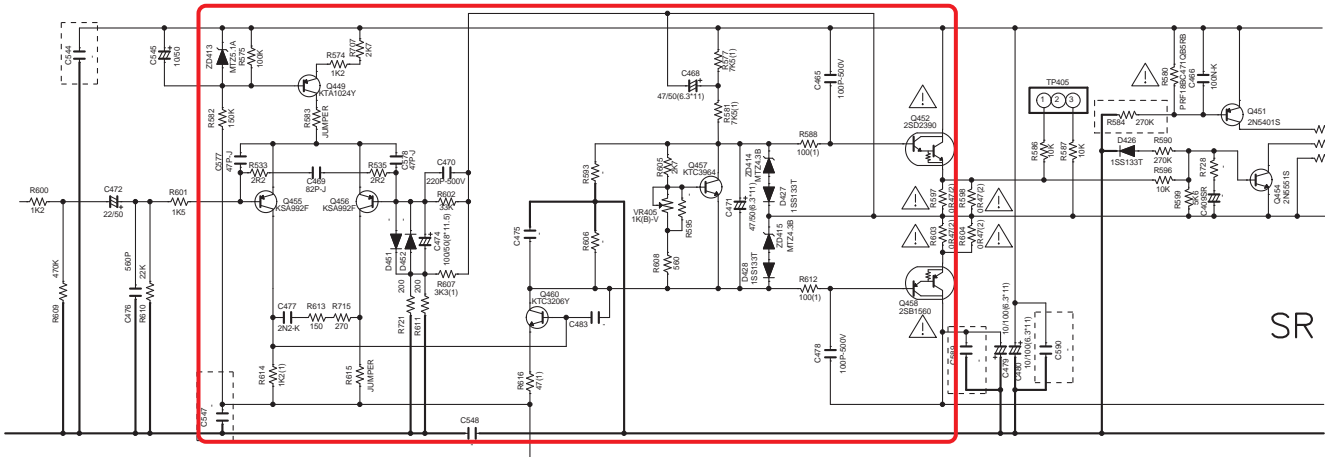 C544
C545
10/50
ZD413
MTZ5.1A
R575
100K
R574
1K2
R707
2K7
Q449
KTA1024Y
R582
150K
R583
JUMPER
C577
47P-J
R533
2R2
C469
82P-J
R535
2R2
C578
47P-J
C470
220P-500V
R602
33K
R600
1K2
C472
22/50
R601
1K5
Q455
KSA992F
Q456
KSA992F
D451
D452
C474
100/50(8*11.5)
R607
3K3(1)
R609
470K
C476
560P
R610
22K
C477
2N2-K
R613
150
R715
270
R721
200
R611
200
R614
1K2(1)
R615
JUMPER
C547
C548
C475
Q460
KTC3206Y
C483
R616
47(1)
R593
R606
C468
47/50(6.3*11)
R577
7K5(1)
R581
7K5(1)
R605
2K7
Q457
KTC3964
VR405
1K(B)-V
R595
R608
560
C471
47/50(6.3*11)
ZD414
MTZ4.3B
D427
1SS133T
ZD415
MTZ4.3B
D428
1SS133T
C465
100P-500V
R588
100(1)
R612
100(1)
C478
100P-500V
Q452
2SD2390
Q458
2SB1560
R597
0R47(2)
R598
0R47(2)
R603
0R47(2)
R604
0R47(2)
C479
10/100(6.3*11)
C480
10/100(6.3*11)
C590
TP405
1 2 3
R586
10K
R587
10K
R580
PRF18BC471QB5RB
C466
100N-K
R584
270K
Q451
2N5401S
D426
1SS133T
R590
270K
R596
10K
R728
R599
Q454
2N5551S
SR